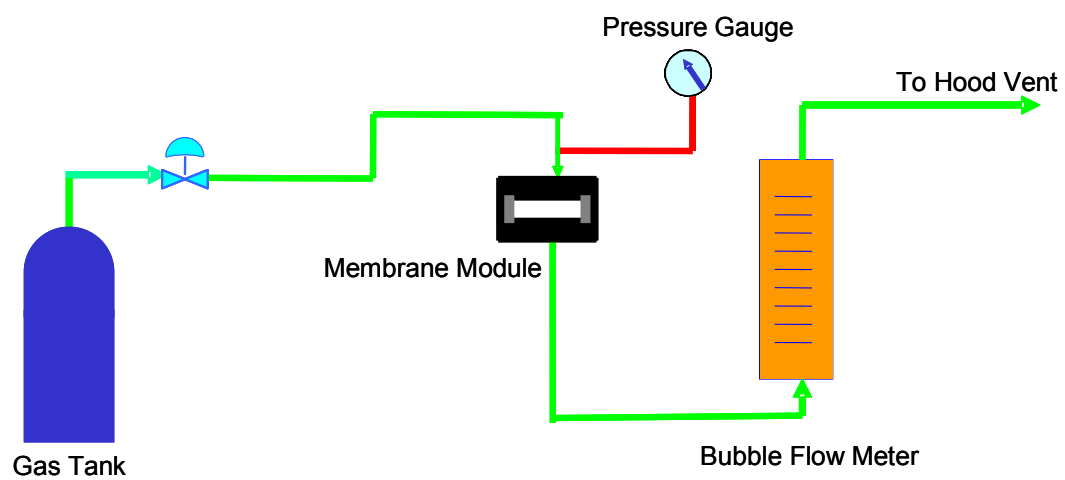 Pressure Gauge
To Hood Vent
Membrane Module
Bubble Flow Meter
Gas Tank